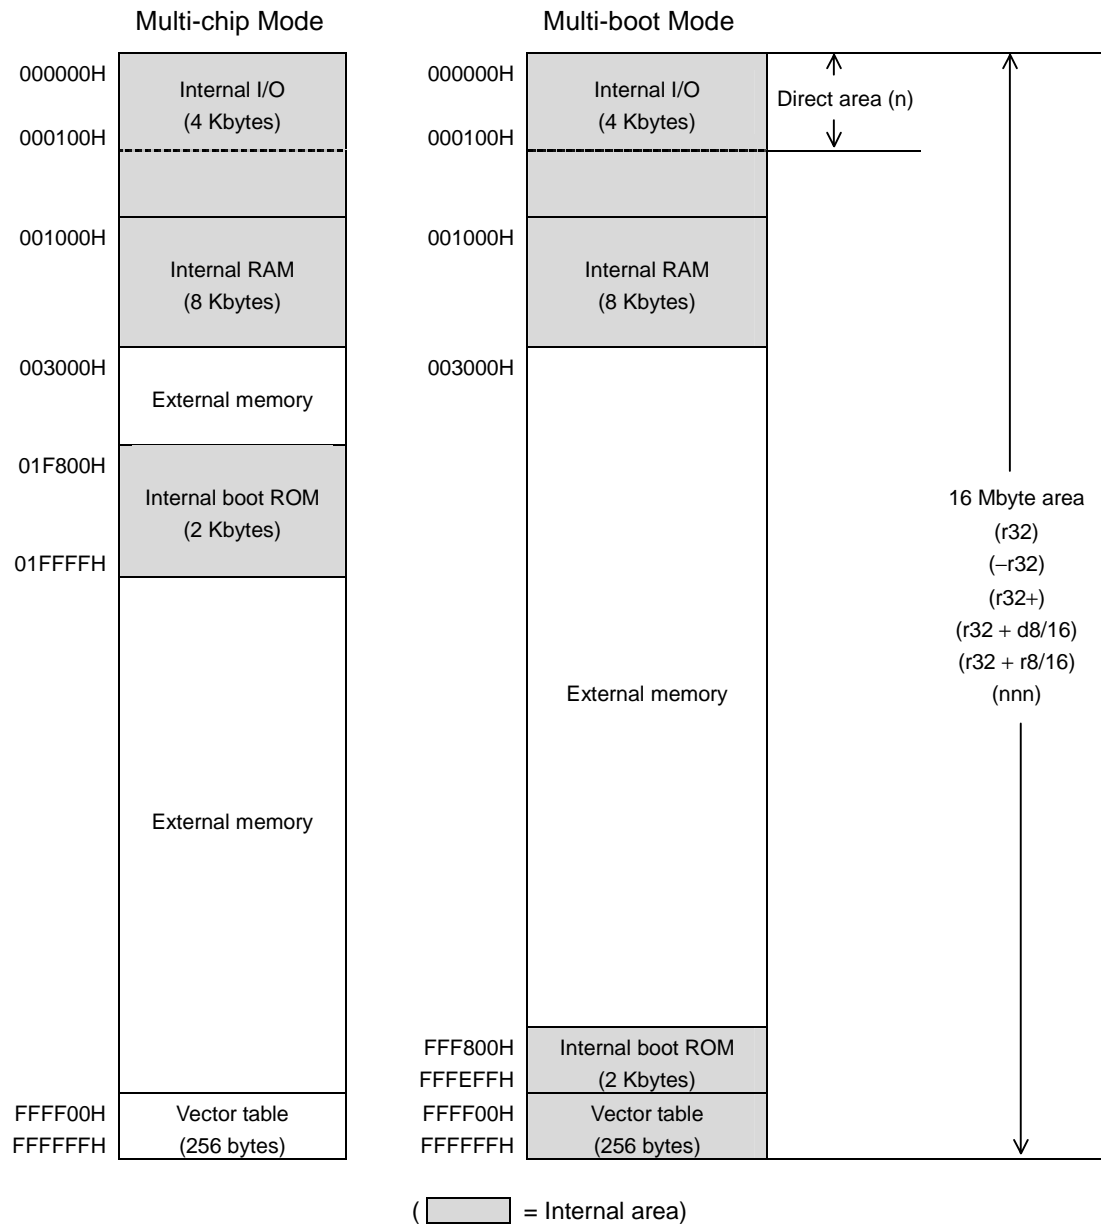 Multi-chip Mode
000000H
Internal I/O
(4 Kbytes)
000100H
001000H
Internal RAM
(8 Kbytes)
003000H
External memory
01F800H
Internal boot ROM
(2 Kbytes)
01FFFFH
External memory
FFFF00H
Vector table
FFFFFFH
(256 bytes)
Multi-boot Mode
000000H
Internal I/O
(4 Kbytes)
000100H
001000H
Internal RAM
(8 Kbytes)
003000H
External memory
FFF800H
Internal boot ROM
FFFEFFH
(2 Kbytes)
FFFF00H
Vector table
FFFFFFH
(256 bytes)
Direct area (n)
16 Mbyte area
(r32)
(−r32)
(r32+)
(r32 + d8/16)
(r32 + r8/16)
(nnn)
( = Internal area)